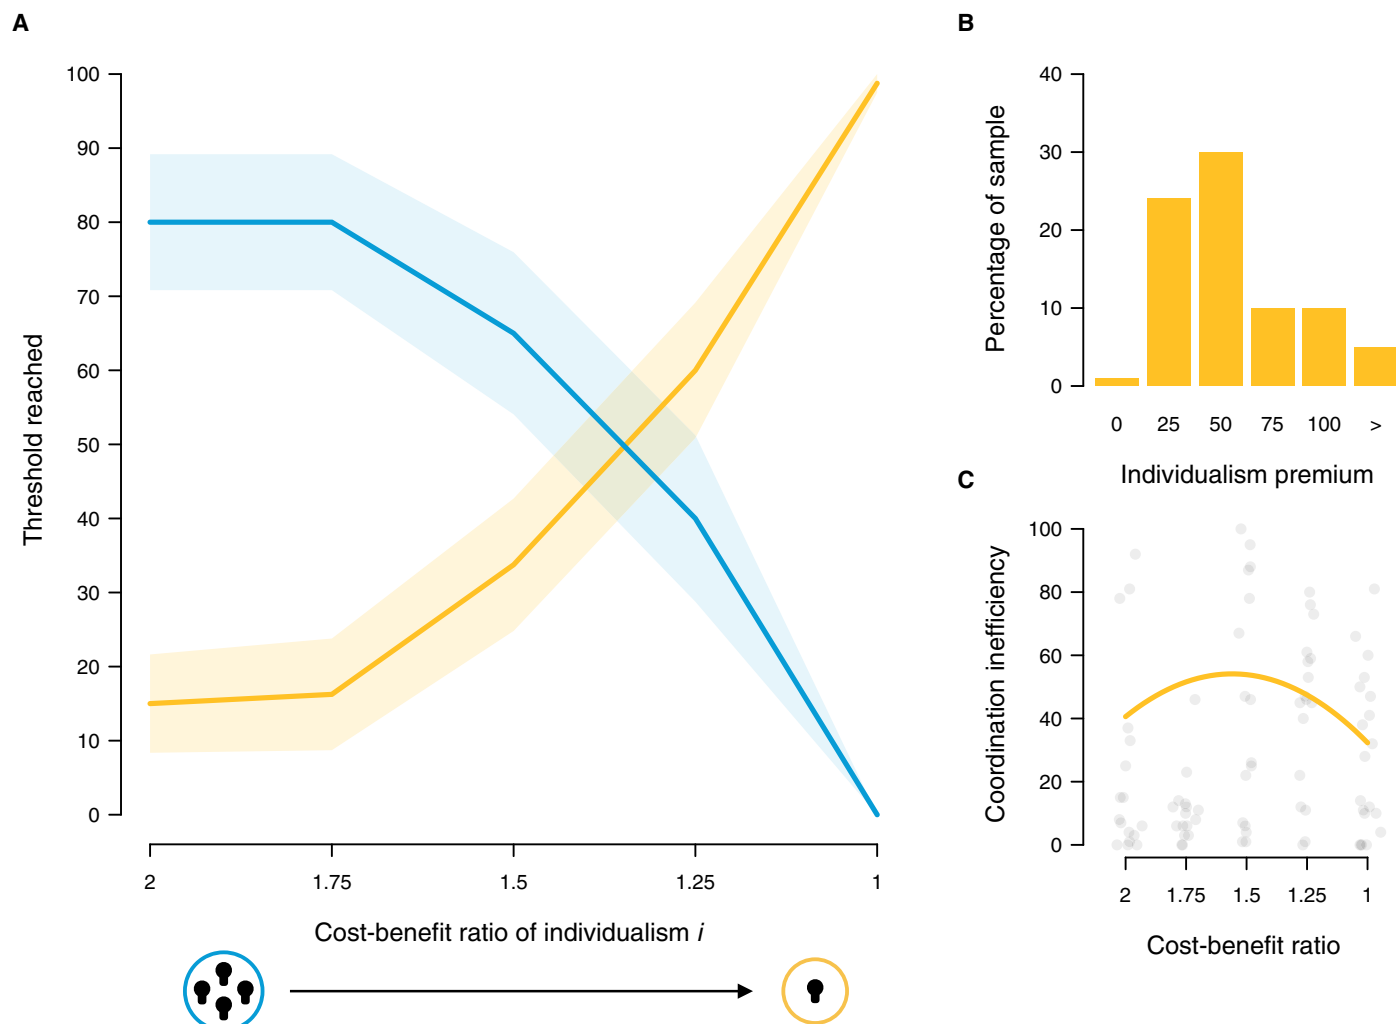 A
100
90
80
70
60
50
40
30
20
10
0
Threshold reached
2 1.75 1.5 1.25 1
Cost-benefit ratio of individualism i
B
40
30
20
10
0
Percentage of sample
0 25 50 75 100 >
Individualism premium
C
100
80
60
40
20
0
Coordination inefficiency
2 1.75 1.5 1.25 1
Cost-benefit ratio